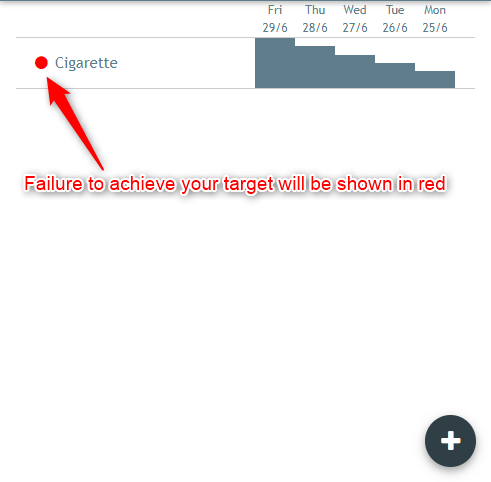 Fri Thu Wed Tue Mon
29/6 28/6 27/6 26/6 25/6
Cigarette
Failure to achieve your target will be shown in red